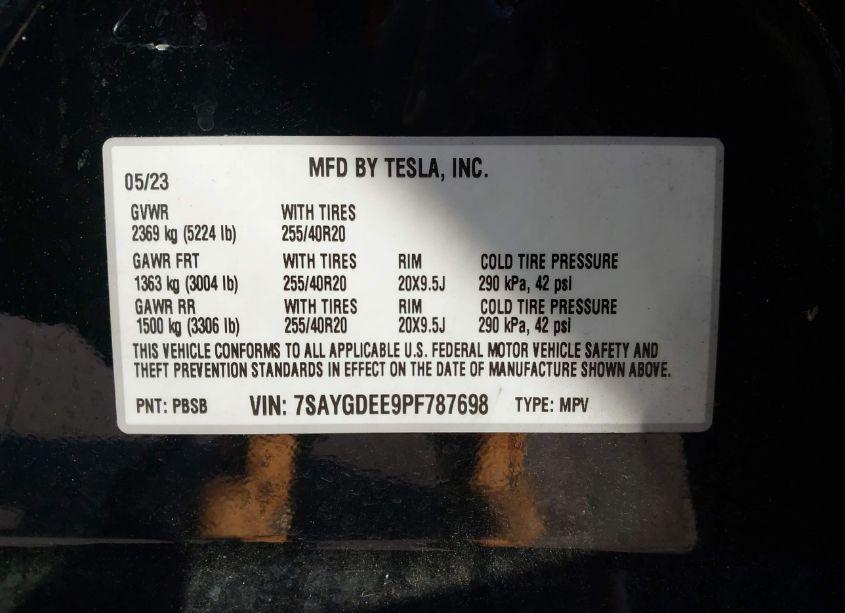 MFD BY TESLA, INC.
05/23
GVWR WITH TIRES
2369 kg (5224 lb) 255/40R20
GAWR FRT WITH TIRES RIM COLD TIRE PRESSURE
1363 kg (3004 lb) 255/40R20 20X9.5J 290 kPa, 42 psi
GAWR RR WITH TIRES RIM COLD TIRE PRESSURE
1500 kg (3306 lb) 255/40R20 20X9.5J 290 kPa, 42 psi
THIS VEHICLE CONFORMS TO ALL APPLICABLE U.S. FEDERAL MOTOR VEHICLE SAFETY AND
THEFT PREVENTION STANDARDS IN EFFECT ON THE DATE OF MANUFACTURE SHOWN ABOVE.
PNT: PBSB VIN: 7SAYGDEE9PF787698 TYPE: MPV